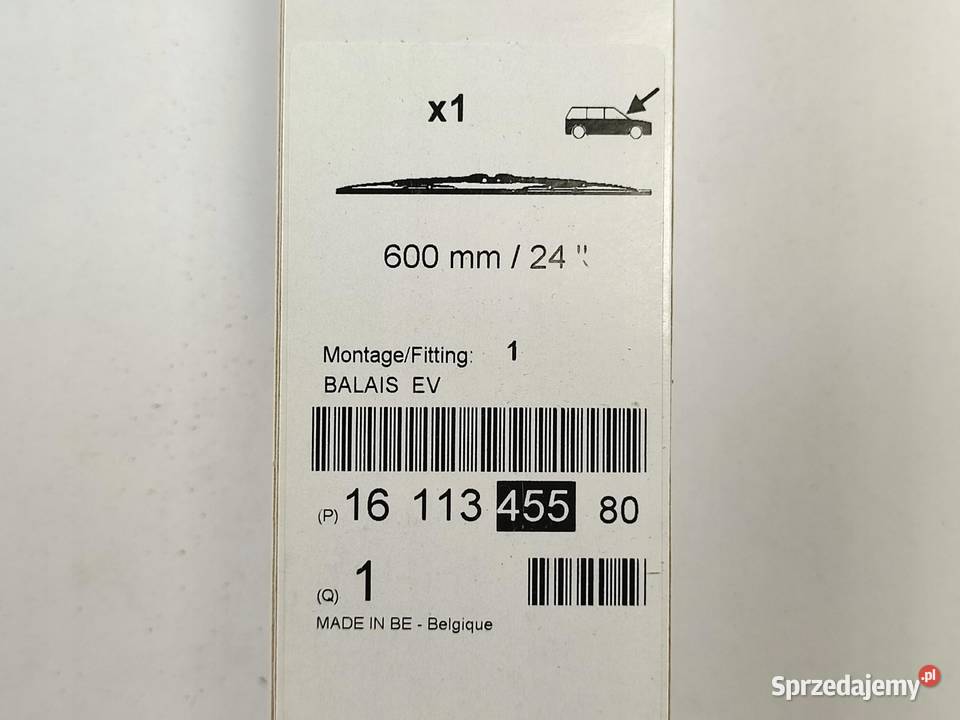 x1
600 mm / 24 "
Montage/Fitting: 1
BALAIS EV
(P) 16 113 455 80
(Q) 1
MADE IN BE - Belgique
Sprzedajemy.pl